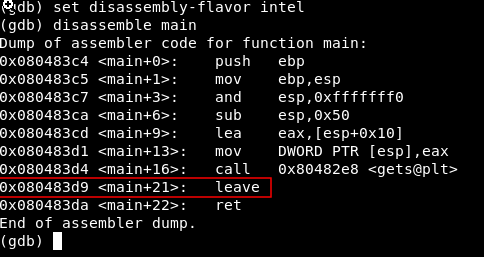 (gdb) set disassembly-flavor intel
(gdb) disassemble main
Dump of assembler code for function main:
0x080483c4 <main+0>:    push   ebp
0x080483c5 <main+1>:    mov    ebp,esp
0x080483c7 <main+3>:    and    esp,0xfffffff0
0x080483ca <main+6>:    sub    esp,0x50
0x080483cd <main+9>:    lea    eax,[esp+0x10]
0x080483d1 <main+13>:   mov    DWORD PTR [esp],eax
0x080483d4 <main+16>:   call   0x80482e8 <gets@plt>
0x080483d9 <main+21>:   leave
0x080483da <main+22>:   ret
End of assembler dump.
(gdb)